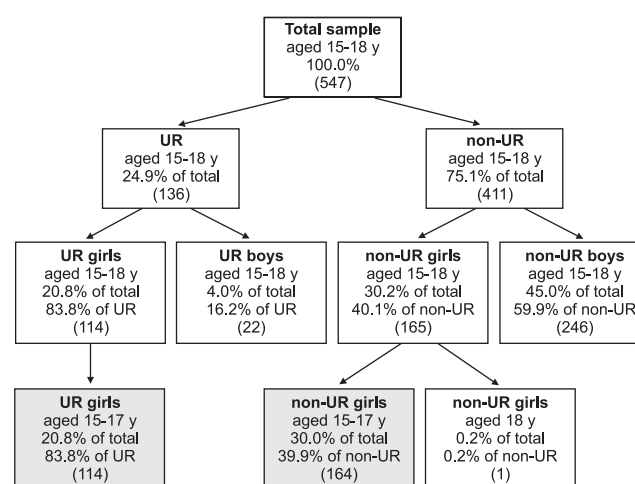 Total sample
aged 15-18 y
100.0%
(547)
UR
aged 15-18 y
24.9% of total
(136)
non-UR
aged 15-18 y
75.1% of total
(411)
UR girls
aged 15-18 y
20.8% of total
83.8% of UR
(114)
UR boys
aged 15-18 y
4.0% of total
16.2% of UR
(22)
non-UR girls
aged 15-18 y
30.2% of total
40.1% of non-UR
(165)
non-UR boys
aged 15-18 y
45.0% of total
59.9% of non-UR
(246)
UR girls
aged 15-17 y
20.8% of total
83.8% of UR
(114)
non-UR girls
aged 15-17 y
30.0% of total
39.9% of non-UR
(164)
non-UR girls
aged 18 y
0.2% of total
0.2% of non-UR
(1)